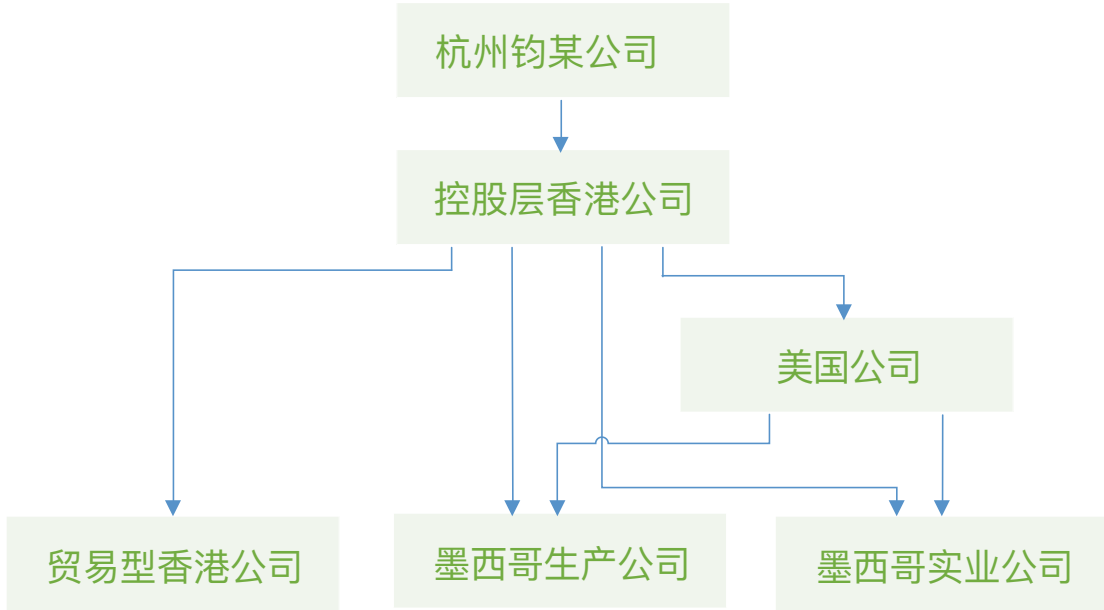 杭州钧某公司
控股层香港公司
美国公司
贸易型香港公司
墨西哥生产公司
墨西哥实业公司